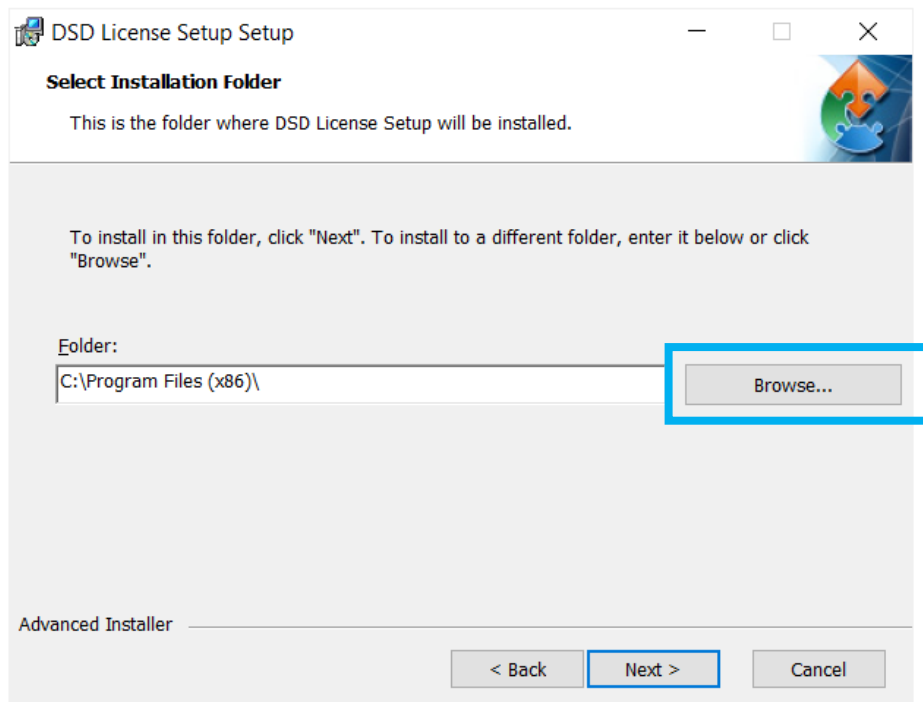 DSD License Setup Setup
Select Installation Folder
This is the folder where DSD License Setup will be installed.
To install in this folder, click "Next". To install to a different folder, enter it below or click
"Browse".
Folder:
C:\Program Files (x86)\
Browse...
Advanced Installer
< Back
Next >
Cancel